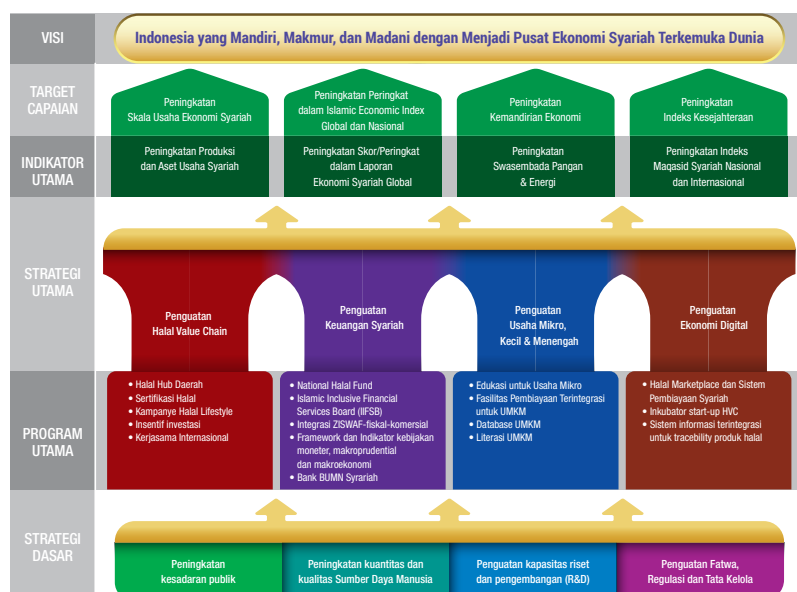 VISI
Indonesia yang Mandiri, Makmur, dan Madani dengan Menjadi Pusat Ekonomi Syariah Terkemuka Dunia
TARGET
CAPAIAN
Peningkatan
Skala Usaha Ekonomi Syariah
Peningkatan Peringkat
dalam Islamic Economic Index
Global dan Nasional
Peningkatan
Kemandirian Ekonomi
Peningkatan
Indeks Kesejahteraan
INDIKATOR
UTAMA
Peningkatan Produksi
dan Aset Usaha Syariah
Peningkatan Skor/Peringkat
dalam Laporan
Ekonomi Syariah Global
Peningkatan
Swasembada Pangan
& Energi
Peningkatan Indeks
Maqasid Syariah Nasional
dan Internasional
STRATEGI
UTAMA
Penguatan
Halal Value Chain
Penguatan
Keuangan Syariah
Penguatan
Usaha Mikro,
Kecil & Menengah
Penguatan
Ekonomi Digital
PROGRAM
UTAMA
• Halal Hub Daerah
• Sertifikasi Halal
• Kampanye Halal Lifestyle
• Insentif investasi
• Kerjasama Internasional
• National Halal Fund
• Islamic Inclusive Financial
Services Board (IIFSB)
• Integrasi ZISWAF-fiskal-komersial
• Framework dan Indikator kebijakan
moneter, makroprudential
dan makroekonomi
• Bank BUMN Syrariah
• Edukasi untuk Usaha Mikro
• Fasilitas Pembiayaan Terintegrasi
untuk UMKM
• Database UMKM
• Literasi UMKM
• Halal Marketplace dan Sistem
Pembiayaan Syariah
• Inkubator start-up HVC
• Sistem informasi terintegrasi
untuk tracebility produk halal
STRATEGI
DASAR
Peningkatan
kesadaran publik
Peningkatan kuantitas dan
kualitas Sumber Daya Manusia
Penguatan kapasitas riset
dan pengembangan (R&D)
Penguatan Fatwa,
Regulasi dan Tata Kelola